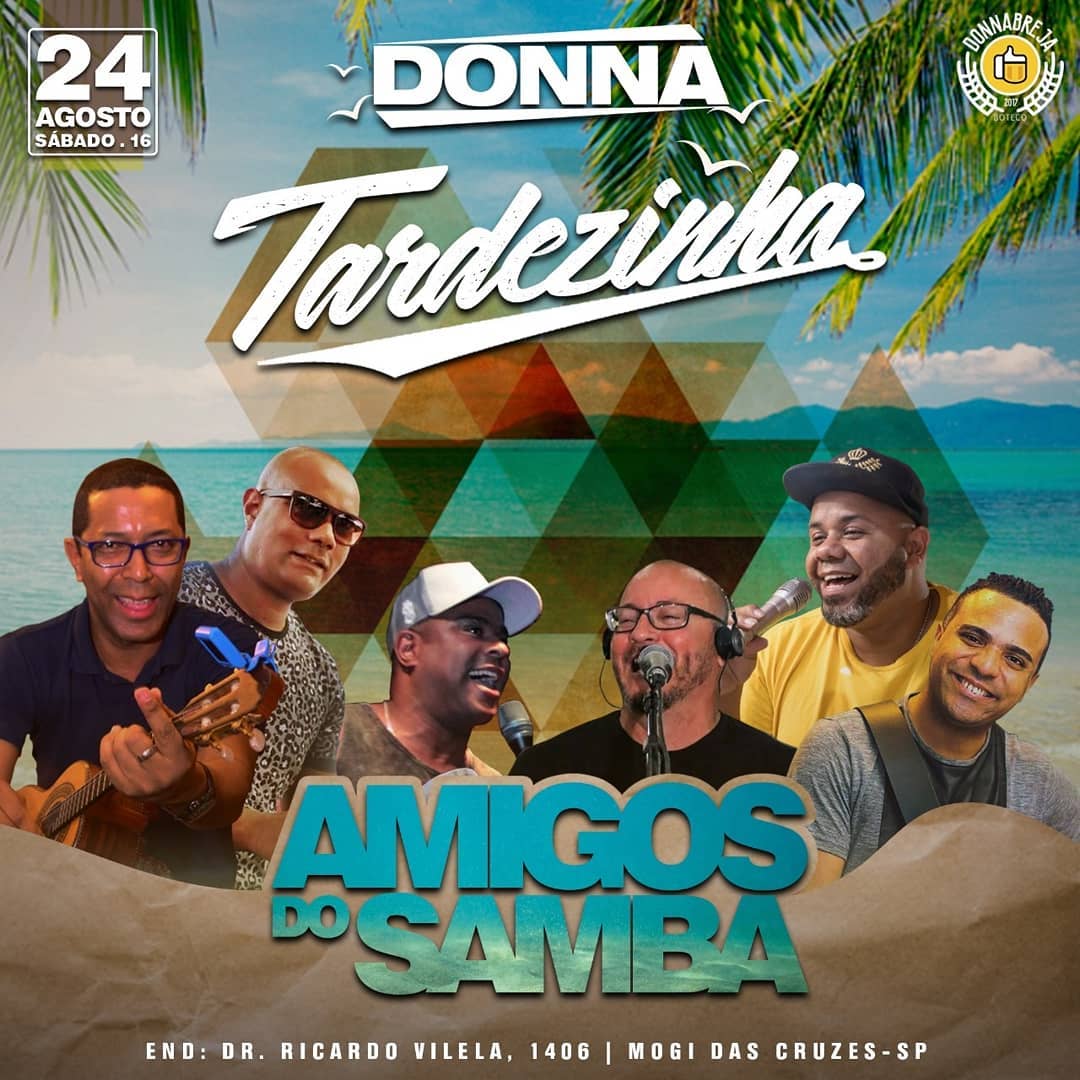 24
AGOSTO
SÁBADO . 16
DONNA
Tardezinha
DONNABREJA
2017
BOTECO
AMIGOS
DO SAMBA
END: DR. RICARDO VILELA, 1406 | MOGI DAS CRUZES-SP